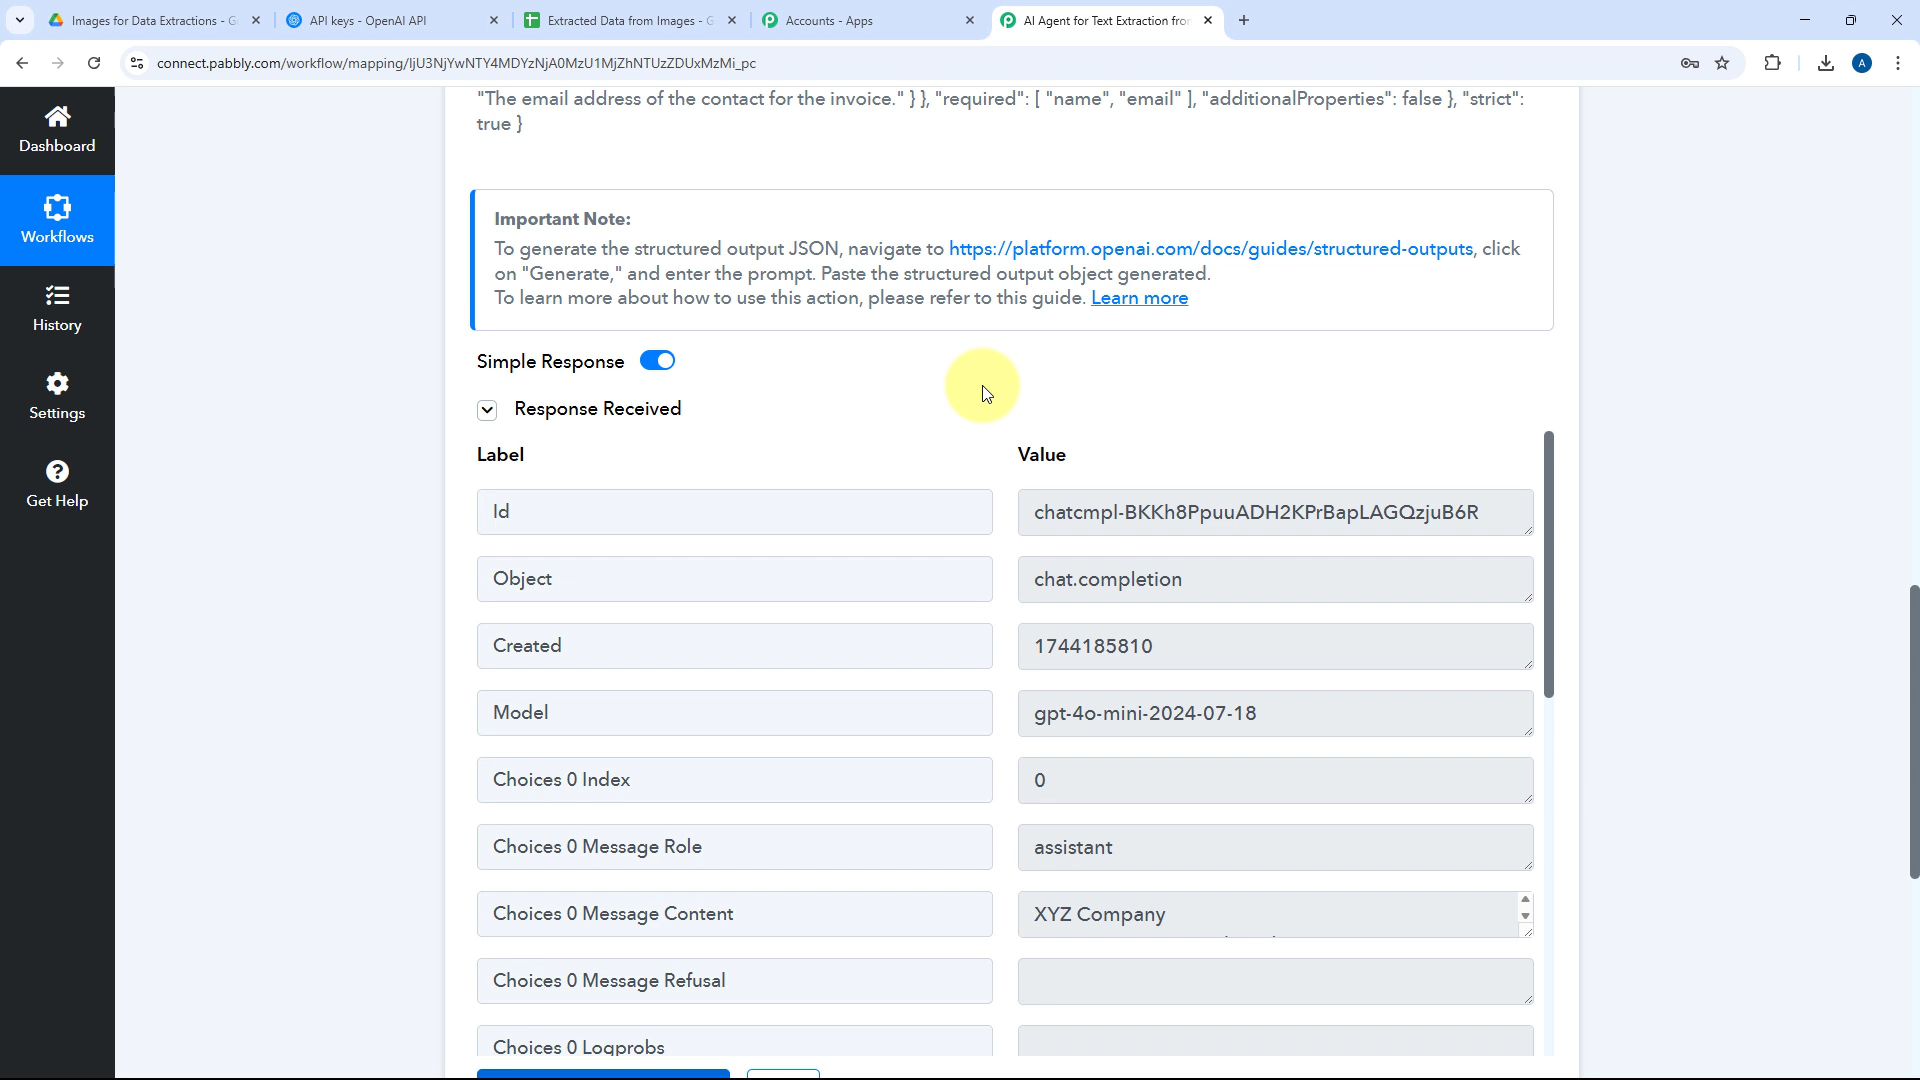 Images for Data Extractions - G
API keys - OpenAI API
Extracted Data from Images - G
Accounts - Apps
AI Agent for Text Extraction fro
connect.pabbly.com/workflow/mapping/IjU3NjYwNTY4MDYzNjA0MzU1MjZhNTUzZDUxMzMi_pc
A
Dashboard
Workflows
History
Settings
Get Help
"The email address of the contact for the invoice." } }, "required": [ "name", "email" ], "additionalProperties": false }, "strict":
true }
Important Note:
To generate the structured output JSON, navigate to https://platform.openai.com/docs/guides/structured-outputs, click
on "Generate," and enter the prompt. Paste the structured output object generated.
To learn more about how to use this action, please refer to this guide. Learn more
Simple Response
Response Received
Label Value
Id chatcmpl-BKKh8PpuuADH2KPrBapLAGQzjuB6R
Object chat.completion
Created 1744185810
Model gpt-4o-mini-2024-07-18
Choices 0 Index 0
Choices 0 Message Role assistant
Choices 0 Message Content XYZ Company
Choices 0 Message Refusal
Choices 0 Logprobs